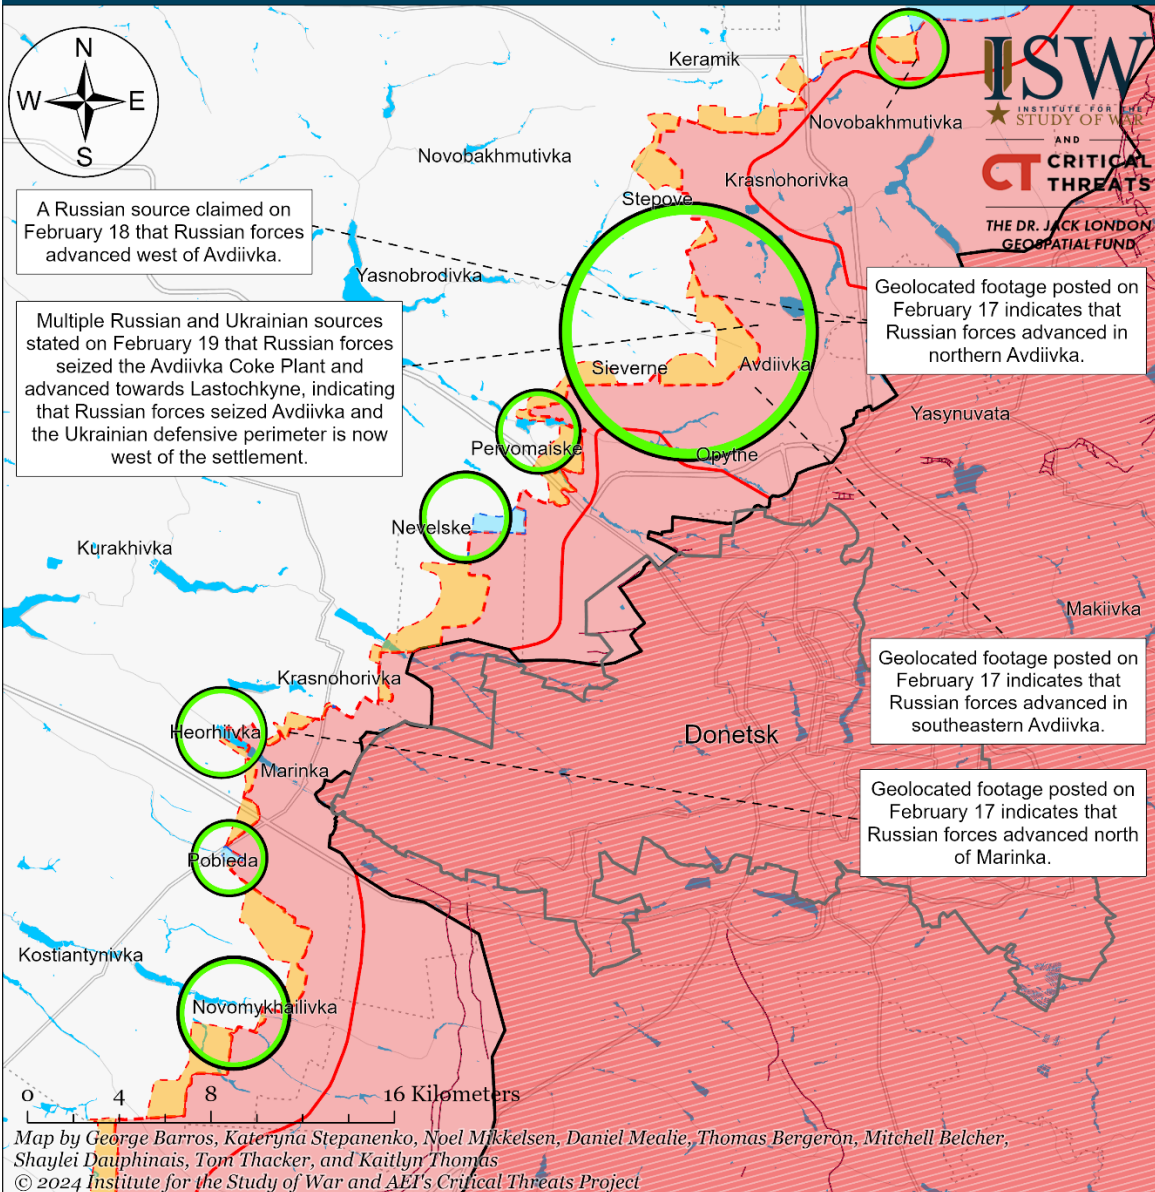 N
W
E
S
Keramik
ISW
INSTITUTE FOR THE
STUDY OF WAR
AND
CT CRITICAL
THREATS
THE DR. JACK LONDON
GEOSPATIAL FUND
Novobakhmutivka
Novobakhmutivka
Krasnohorivka
Stepove
A Russian source claimed on
February 18 that Russian forces
advanced west of Avdiivka.
Yasnobrodivka
Geolocated footage posted on
February 17 indicates that
Russian forces advanced in
northern Avdiivka.
Multiple Russian and Ukrainian sources
stated on February 19 that Russian forces
seized the Avdiivka Coke Plant and
advanced towards Lastochkyne, indicating
that Russian forces seized Avdiivka and
the Ukrainian defensive perimeter is now
west of the settlement.
Sieverne
Avdiivka
Yasynuvata
Pervomaiske
Opytne
Nevelske
Kurakhivka
Makiivka
Geolocated footage posted on
February 17 indicates that
Russian forces advanced in
southeastern Avdiivka.
Krasnohorivka
Heorhiivka
Donetsk
Marinka
Geolocated footage posted on
February 17 indicates that
Russian forces advanced north
of Marinka.
Pobieda
Kostiantynivka
Novomykhailivka
0 4 8 16 Kilometers
Map by George Barros, Kateryna Stepanenko, Noel Mikkelsen, Daniel Mealie, Thomas Bergeron, Mitchell Belcher,
Shaylei Dauphinais, Tom Thacker, and Kaitlyn Thomas
© 2024 Institute for the Study of War and AEI's Critical Threats Project